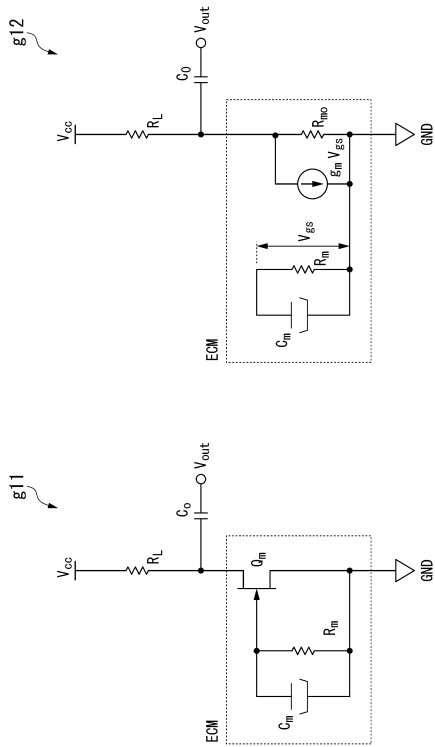 g11
Vcc
RL
Co
Vout
ECM
Qm
Cm
Rm
GND
g12
Vcc
RL
C0
Vout
ECM
Vgs
Cm
Rm
gm Vgs
Rmo
GND